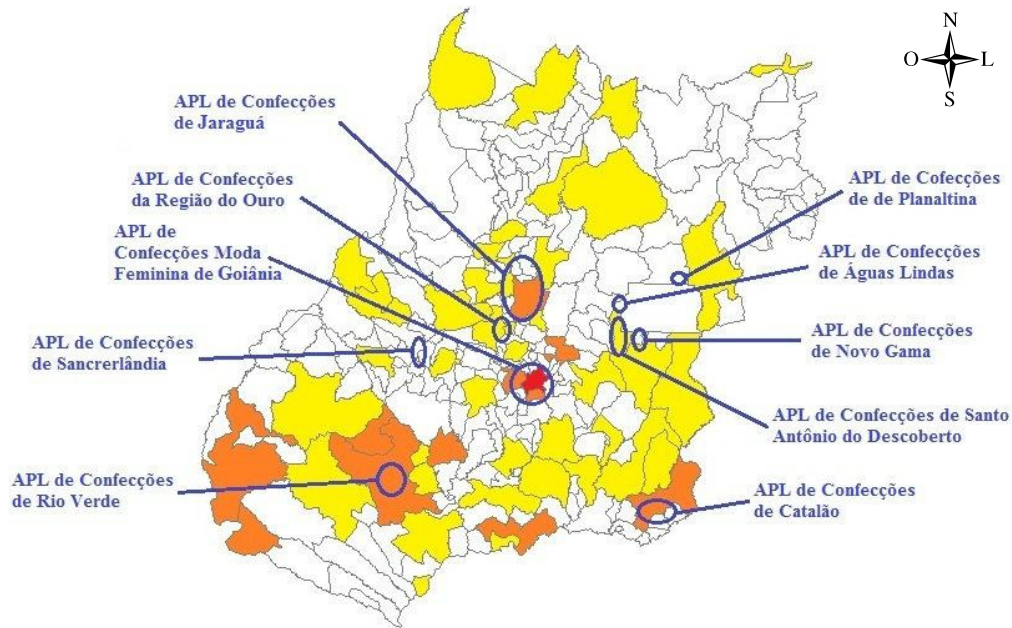 N
O
L
S
APL de Confecções
de Jaraguá
APL de Confecções
da Região do Ouro
APL de
Confecções Moda
Feminina de Goiânia
APL de Confecções
de Sancrerlândia
APL de Confecções
de Rio Verde
APL de Cofecções
de de Planaltina
APL de Confecções
de Águas Lindas
APL de Confecções
de Novo Gama
APL de Confecções de Santo
Antônio do Descoberto
APL de Confecções
de Catalão